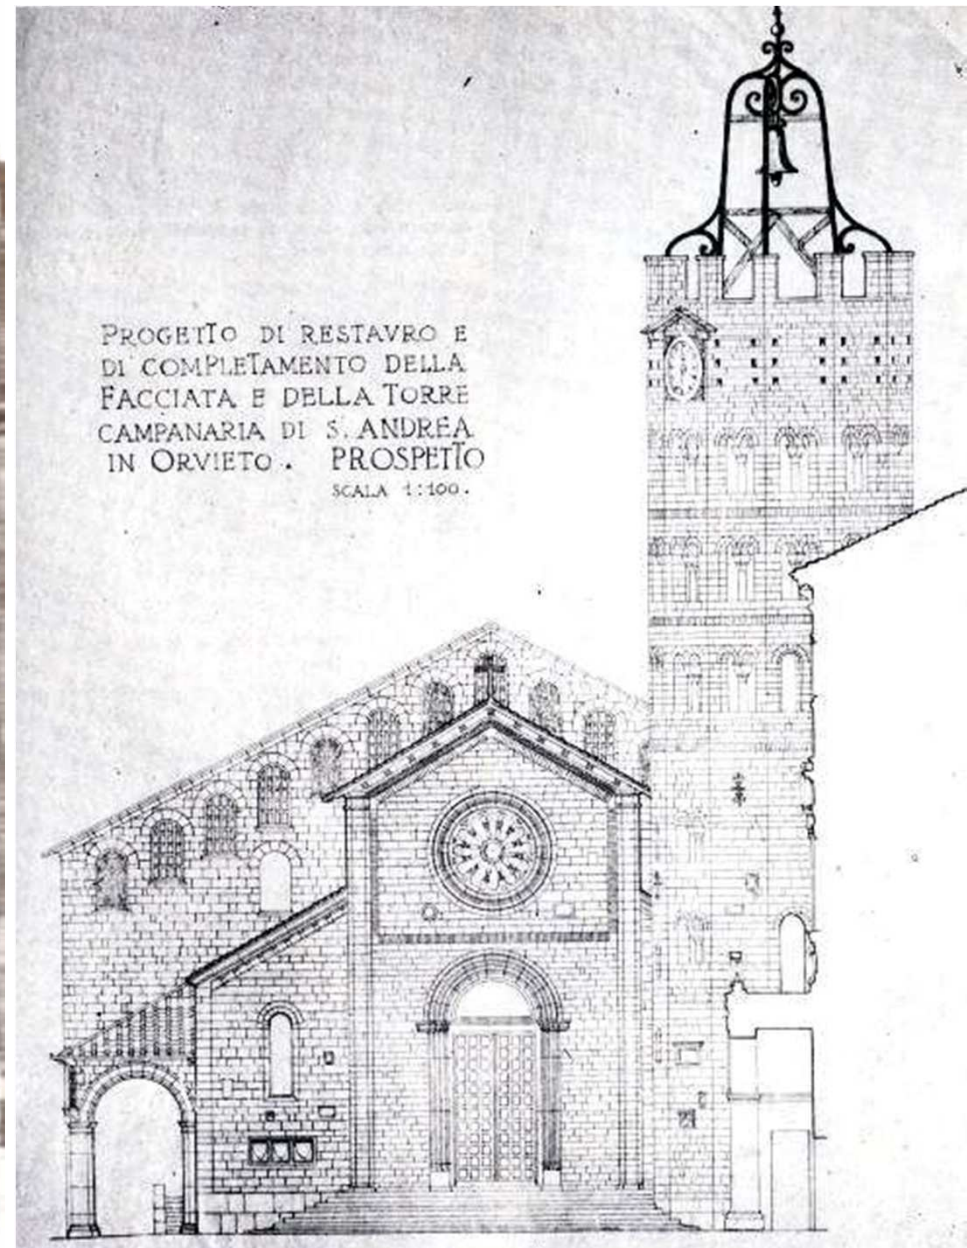 PROGETTO DI RESTAVRO E
DI COMPLETAMENTO DELLA
FACCIATA E DELLA TORRE
CAMPANARIA DI S. ANDREA
IN ORVIETO. PROSPETTO
SCALA 1:100.